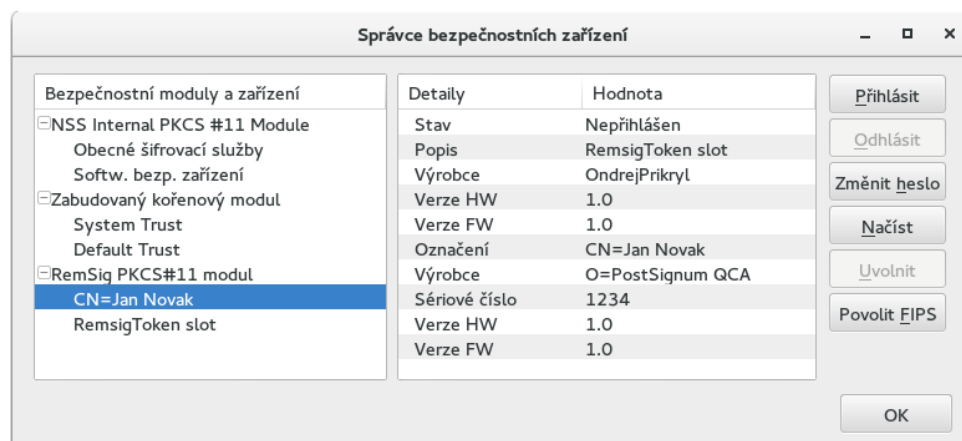 Správce bezpečnostních zařízení
Bezpečnostní moduly a zařízení
NSS Internal PKCS #11 Module
Obecné šifrovací služby
Softw. bezp. zařízení
Zabudovaný kořenový modul
System Trust
Default Trust
RemSig PKCS#11 modul
CN=Jan Novak
RemsigToken slot
Detaily Hodnota
Stav Nepřihlášen
Popis RemsigToken slot
Výrobce OndrejPrikryl
Verze HW 1.0
Verze FW 1.0
Označení CN=Jan Novak
Výrobce O=PostSignum QCA
Sériové číslo 1234
Verze HW 1.0
Verze FW 1.0
Přihlásit
Odhlásit
Změnit heslo
Načíst
Uvolnit
Povolit FIPS
OK